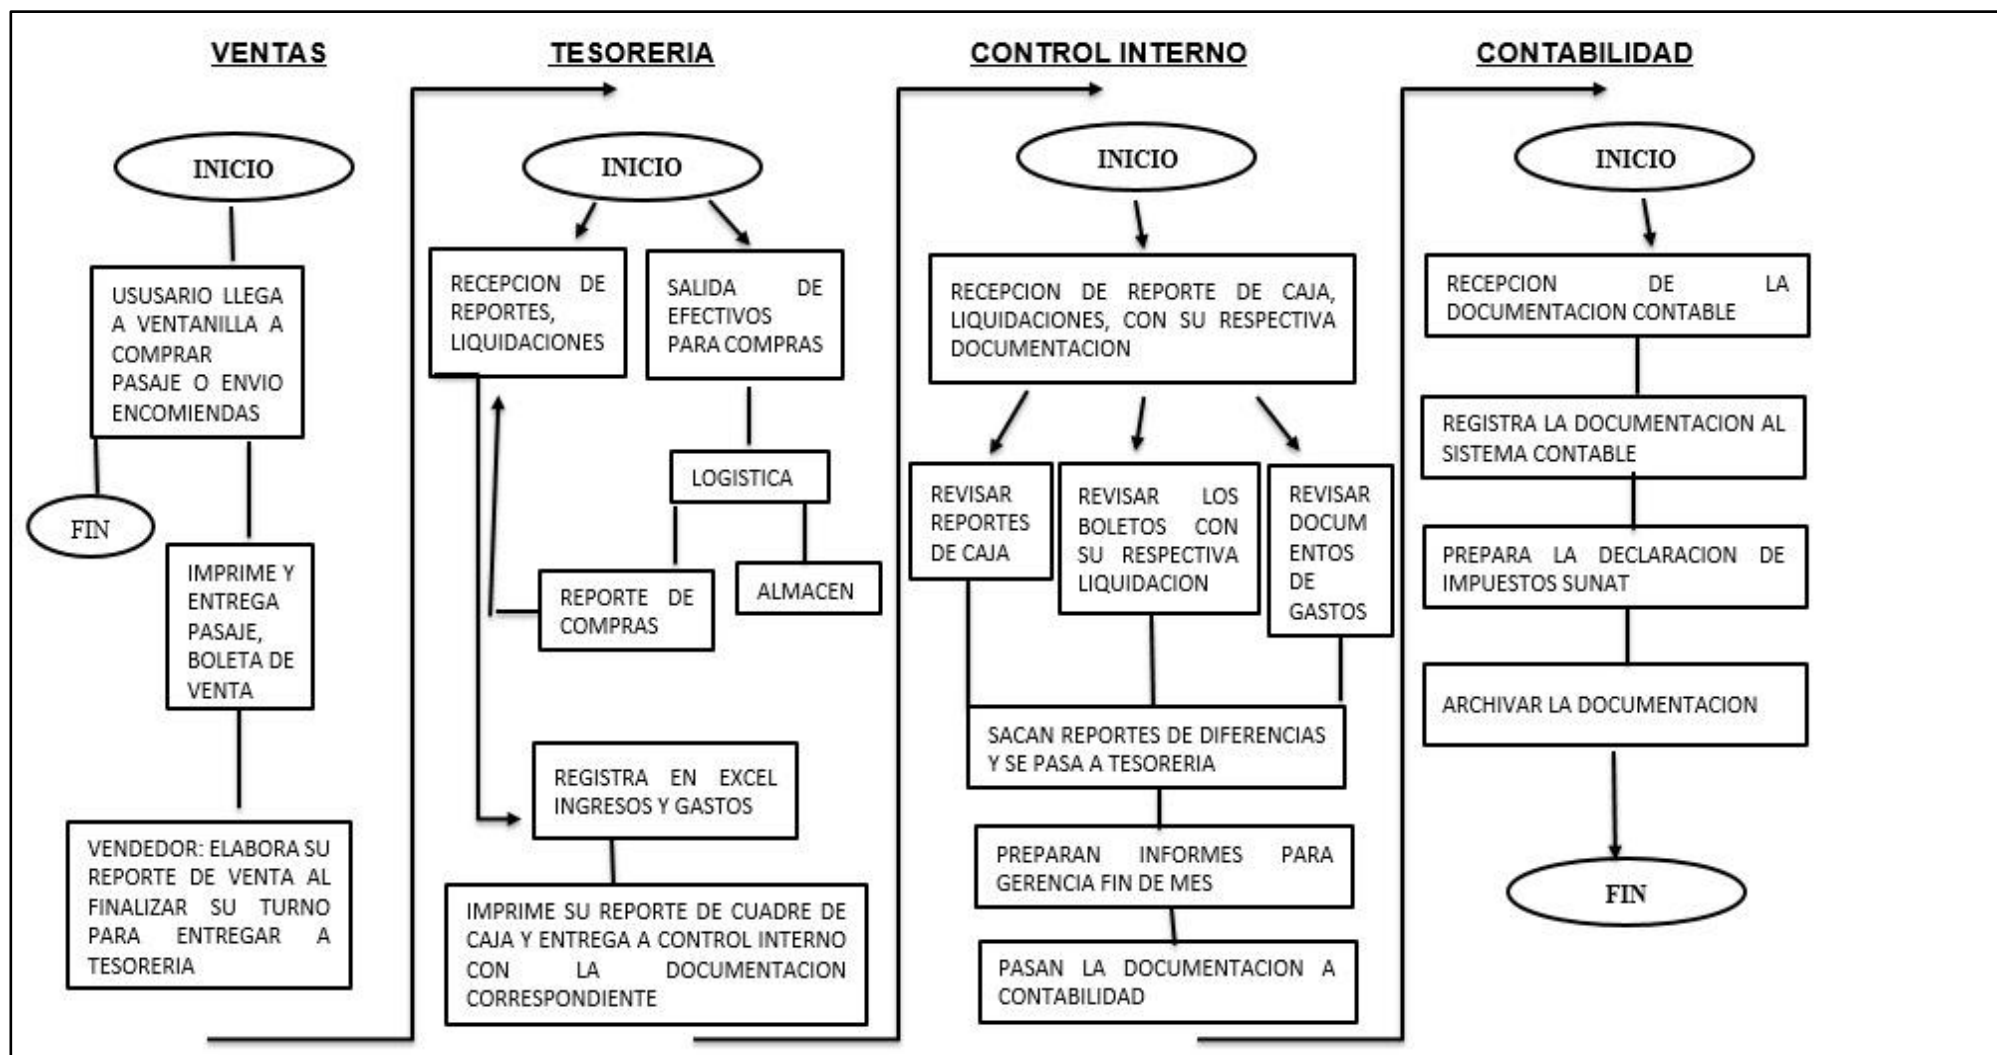 VENTAS
INICIO
USUSARIO LLEGA
A VENTANILLA A
COMPRAR
PASAJE O ENVIO
ENCOMIENDAS
FIN
IMPRIME Y
ENTREGA
PASAJE,
BOLETA DE
VENTA
VENDEDOR: ELABORA SU
REPORTE DE VENTA AL
FINALIZAR SU TURNO
PARA ENTREGAR A
TESORERIA
TESORERIA
INICIO
RECEPCION DE
REPORTES,
LIQUIDACIONES
SALIDA DE
EFECTIVOS
PARA COMPRAS
LOGISTICA
REPORTE DE
COMPRAS
ALMACEN
REGISTRA EN EXCEL
INGRESOS Y GASTOS
IMPRIME SU REPORTE DE CUADRE DE
CAJA Y ENTREGA A CONTROL INTERNO
CON LA DOCUMENTACION
CORRESPONDIENTE
CONTROL INTERNO
INICIO
RECEPCION DE REPORTE DE CAJA,
LIQUIDACIONES, CON SU RESPECTIVA
DOCUMENTACION
REVISAR
REPORTES
DE CAJA
REVISAR LOS
BOLETOS CON
SU RESPECTIVA
LIQUIDACION
REVISAR
DOCUM
ENTOS
DE
GASTOS
SACAN REPORTES DE DIFERENCIAS
Y SE PASA A TESORERIA
PREPARAN INFORMES PARA
GERENCIA FIN DE MES
PASAN LA DOCUMENTACION A
CONTABILIDAD
CONTABILIDAD
INICIO
RECEPCION DE LA
DOCUMENTACION CONTABLE
REGISTRA LA DOCUMENTACION AL
SISTEMA CONTABLE
PREPARA LA DECLARACION DE
IMPUESTOS SUNAT
ARCHIVAR LA DOCUMENTACION
FIN